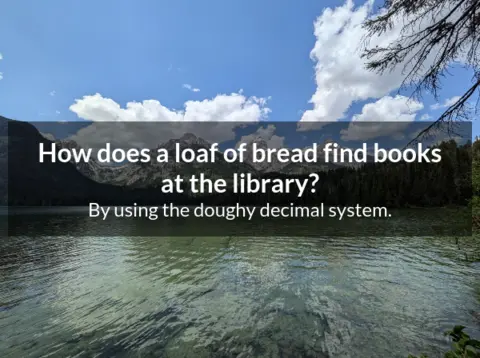 How does a loaf of bread find books
at the library?
By using the doughy decimal system.